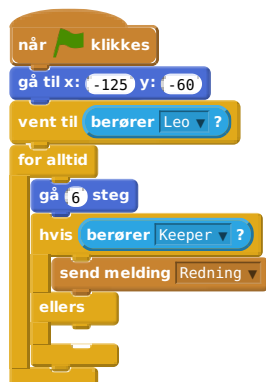 når klikkes
gå til x: -125 y: -60
vent til berører Leo ?
for alltid
gå 6 steg
hvis berører Keeper ?
send melding Redning
ellers